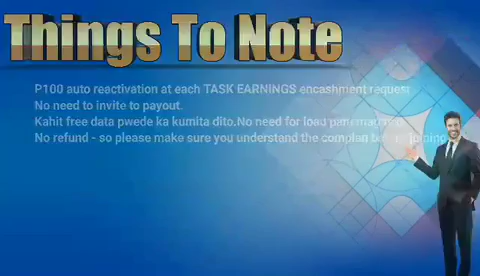 Things To Note
P100 auto reactivation at each TASK EARNINGS encashment request
No need to invite to payout.
Kahit free data pwede ka kumita dito.No need for load
No refund - so please make sure you understand the complan joining